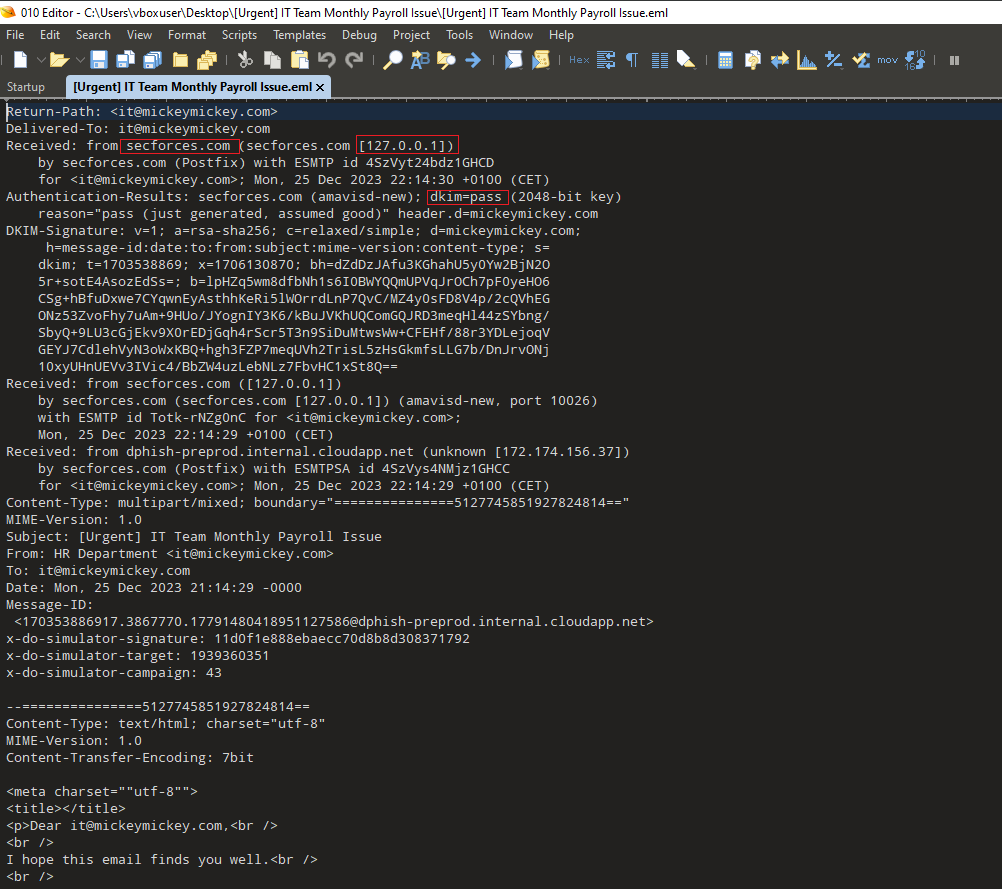 010 Editor - C:\Users\vboxuser\Desktop\[Urgent] IT Team Monthly Payroll Issue\[Urgent] IT Team Monthly Payroll Issue.eml
File Edit Search View Format Scripts Templates Debug Project Tools Window Help
Hex mov
Startup [Urgent] IT Team Monthly Payroll Issue.eml ×
Return-Path: <it@mickeymickey.com>
Delivered-To: it@mickeymickey.com
Received: from secforces.com (secforces.com [127.0.0.1])
by secforces.com (Postfix) with ESMTP id 4SzVyt24bdz1GHCD
for <it@mickeymickey.com>; Mon, 25 Dec 2023 22:14:30 +0100 (CET)
Authentication-Results: secforces.com (amavisd-new); dkim=pass (2048-bit key)
reason="pass (just generated, assumed good)" header.d=mickeymickey.com
DKIM-Signature: v=1; a=rsa-sha256; c=relaxed/simple; d=mickeymickey.com;
h=message-id:date:to:from:subject:mime-version:content-type; s=
dkim; t=1703538869; x=1706130870; bh=dZdDzJAfu3KGhahU5y0Yw2BjN2O
5r+sotE4AsozEdSs=; b=lpHZq5wm8dfbNh1s6I0BWYQQmUPVqJrOCh7pF0yeHO6
CSg+hBfuDxwe7CYqwnEyAsthhKeRi5lWOrrdLnP7QvC/MZ4y0sFD8V4p/2cQVhEG
ONz53ZvoFhy7uAm+9HUo/JYognIY3K6/kBuJVKhUQComGQJRD3meqHl44zSYbng/
SbyQ+9LU3cGjEkv9X0rEDjGqh4rScr5T3n9SiDuMtwsWw+CFEHf/88r3YDLejoqV
GEYJ7CdlehVyN3oWxKBQ+hgh3FZP7meqUVh2TrisL5zHsGkmfsLLG7b/DnJrvONj
10xyUHnUEVv3IVic4/BbZW4uzLebNLz7FbvHC1xSt8Q==
Received: from secforces.com ([127.0.0.1])
by secforces.com (secforces.com [127.0.0.1]) (amavisd-new, port 10026)
with ESMTP id Totk-rNZg0nC for <it@mickeymickey.com>;
Mon, 25 Dec 2023 22:14:29 +0100 (CET)
Received: from dphish-preprod.internal.cloudapp.net (unknown [172.174.156.37])
by secforces.com (Postfix) with ESMTPSA id 4SzVys4NMjz1GHCC
for <it@mickeymickey.com>; Mon, 25 Dec 2023 22:14:29 +0100 (CET)
Content-Type: multipart/mixed; boundary="===============5127745851927824814=="
MIME-Version: 1.0
Subject: [Urgent] IT Team Monthly Payroll Issue
From: HR Department <it@mickeymickey.com>
To: it@mickeymickey.com
Date: Mon, 25 Dec 2023 21:14:29 -0000
Message-ID:
<170353886917.3867770.17791480418951127586@dphish-preprod.internal.cloudapp.net>
x-do-simulator-signature: 11d0f1e888ebaecc70d8b8d308371792
x-do-simulator-target: 1939360351
x-do-simulator-campaign: 43
--===============5127745851927824814==
Content-Type: text/html; charset="utf-8"
MIME-Version: 1.0
Content-Transfer-Encoding: 7bit
<meta charset=""utf-8"">
<title></title>
<p>Dear it@mickeymickey.com,<br />
<br />
I hope this email finds you well.<br />
<br />